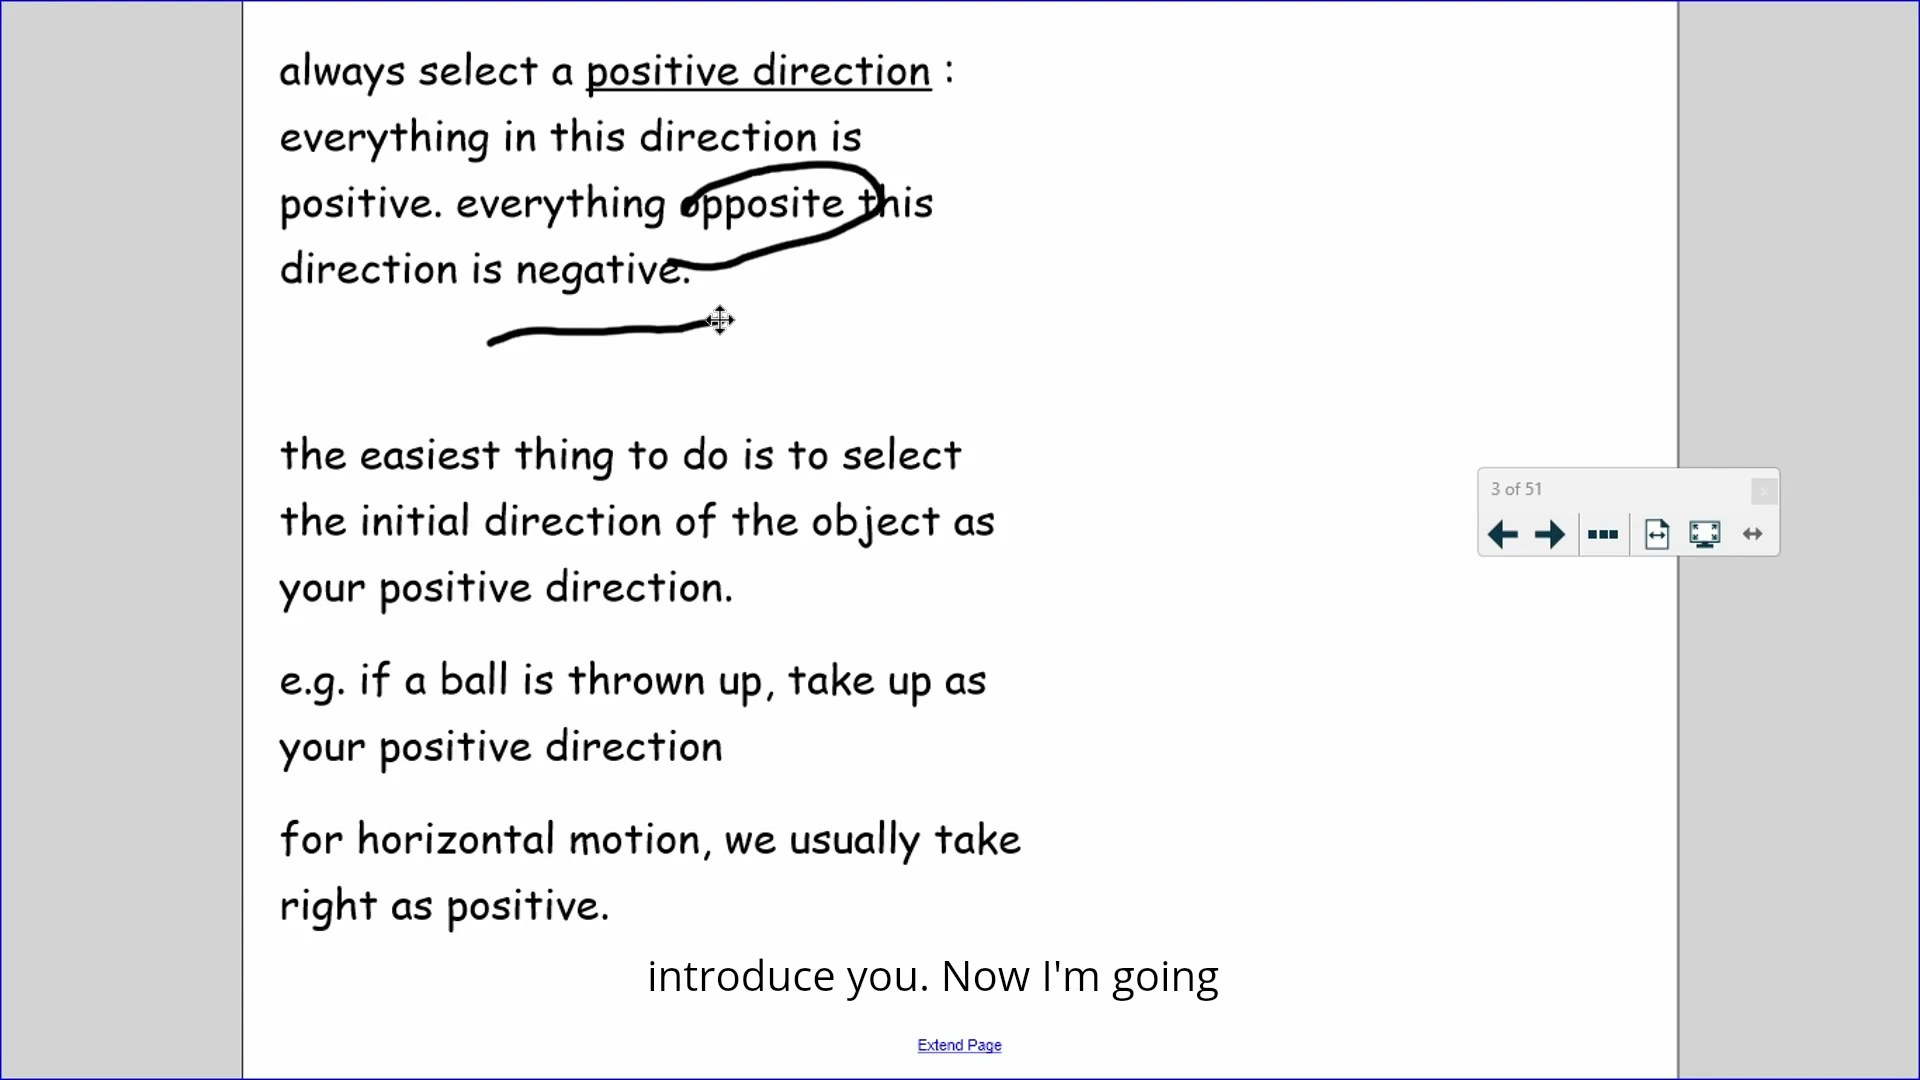 always select a positive direction :
everything in this direction is
positive. everything opposite this
direction is negative.
the easiest thing to do is to select
the initial direction of the object as
your positive direction.
3 of 51
e.g. if a ball is thrown up, take up as
your positive direction
for horizontal motion, we usually take
right as positive.
introduce you. Now I'm going
Extend Page